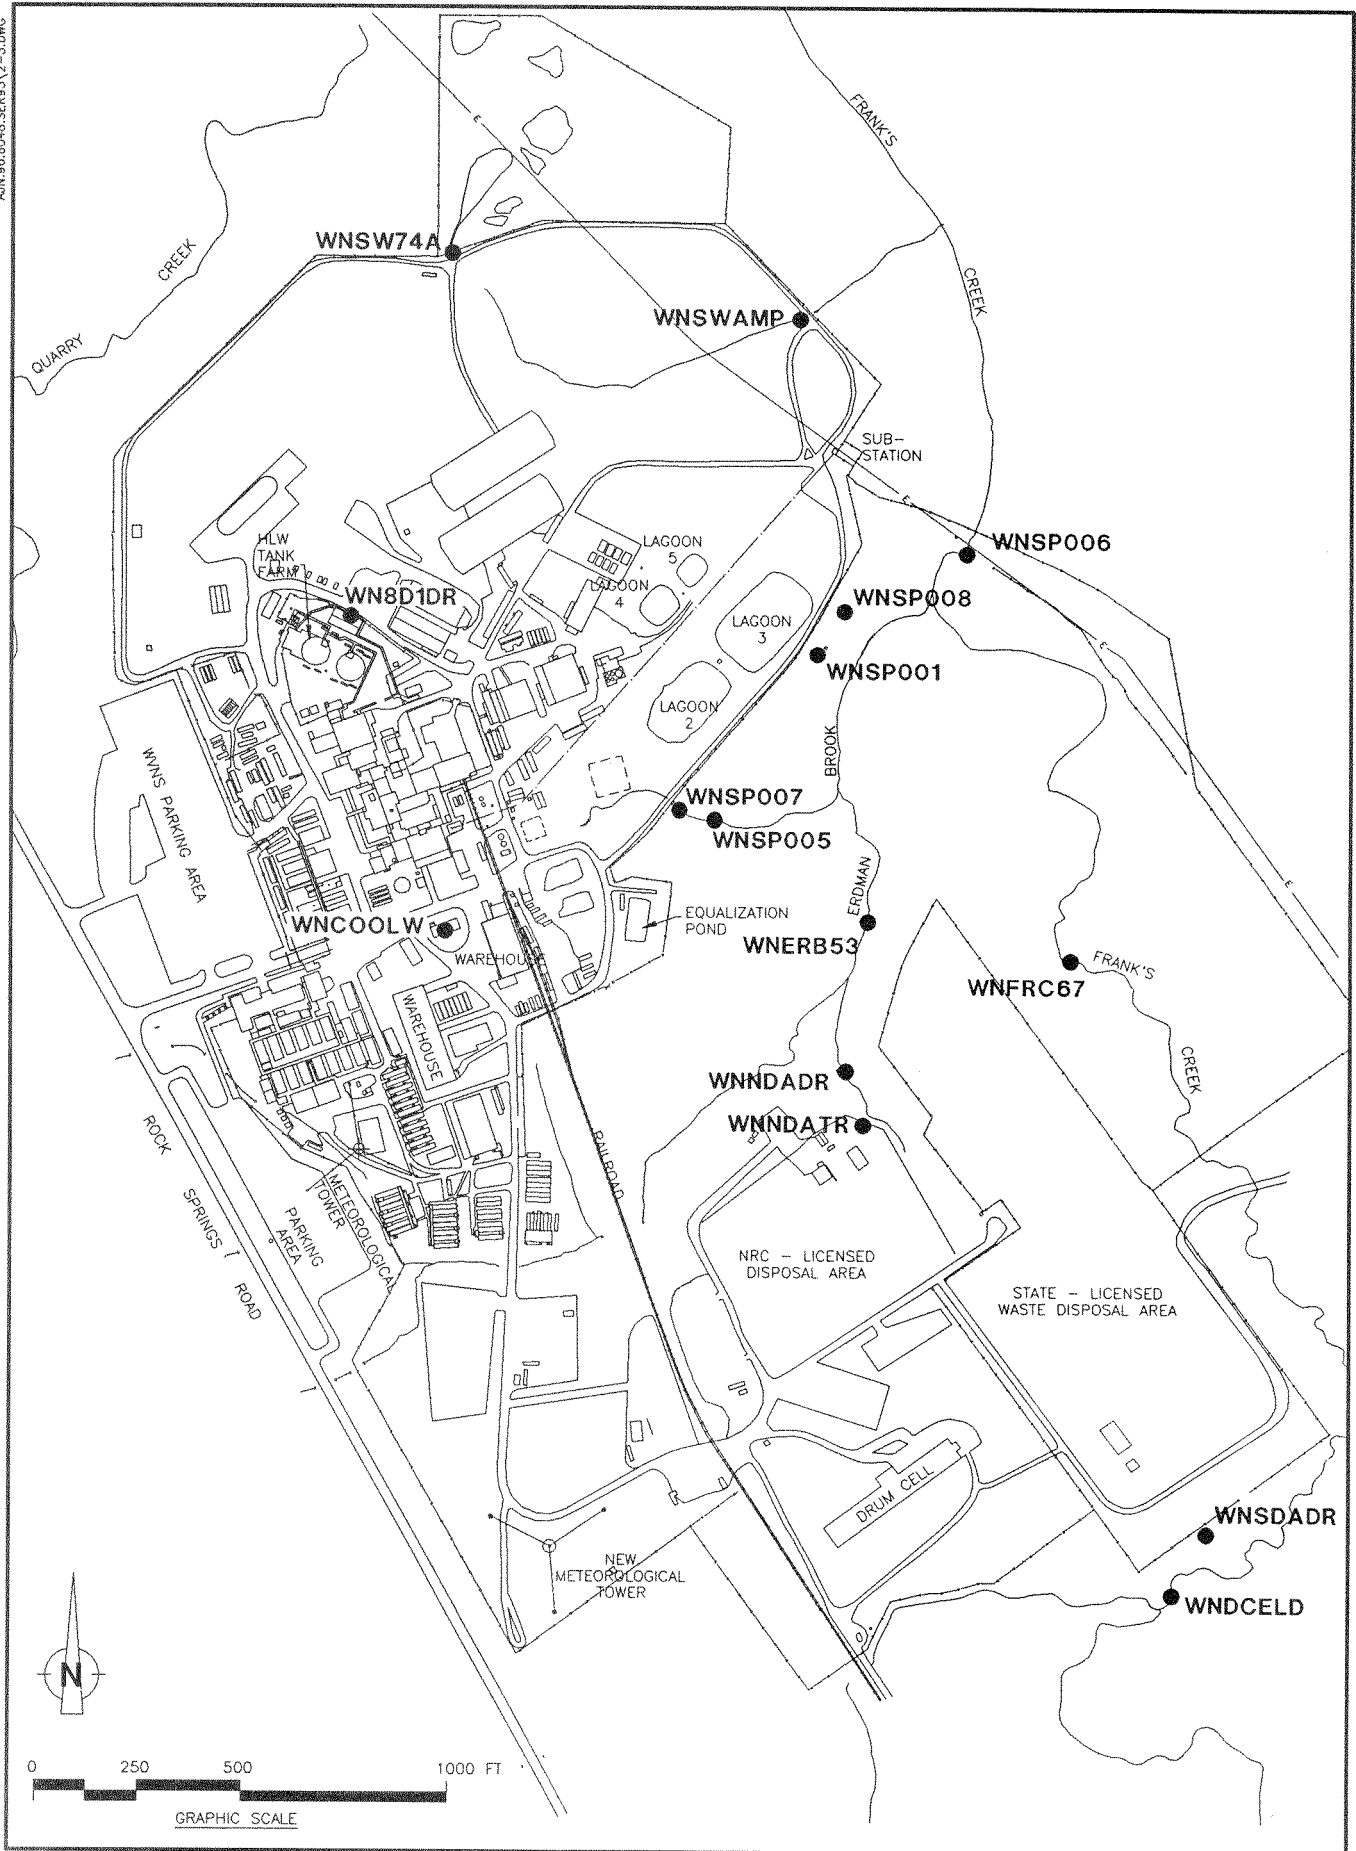 FRANK'S
CREEK
WNSW74A
CREEK
QUARRY
WNSWAMP
SUB-
STATION
E
E
WNSP006
HLW
TANK
FARM
LAGOON
5
LAGOON
4
WN8D1DR
WNSP008
LAGOON
3
WNSP001
LAGOON
2
BROOK
E
WVNS PARKING AREA
WNSP007
WNSP005
ERDMAN
E
EQUALIZATION
POND
WNCOOLW
WAREHOUSE
WNERB53
FRANK'S
WNFRC67
CREEK
WAREHOUSE
WNNDADR
WNNDATR
ROCK
SPRINGS
ROAD
RAILROAD
METEOROLOGICAL
TOWER
PARKING
AREA
NRC - LICENSED
DISPOSAL AREA
STATE - LICENSED
WASTE DISPOSAL AREA
DRUM CELL
WNSDADR
NEW
METEOROLOGICAL
TOWER
WNDCELD
N
0 250 500 1000 FT
GRAPHIC SCALE